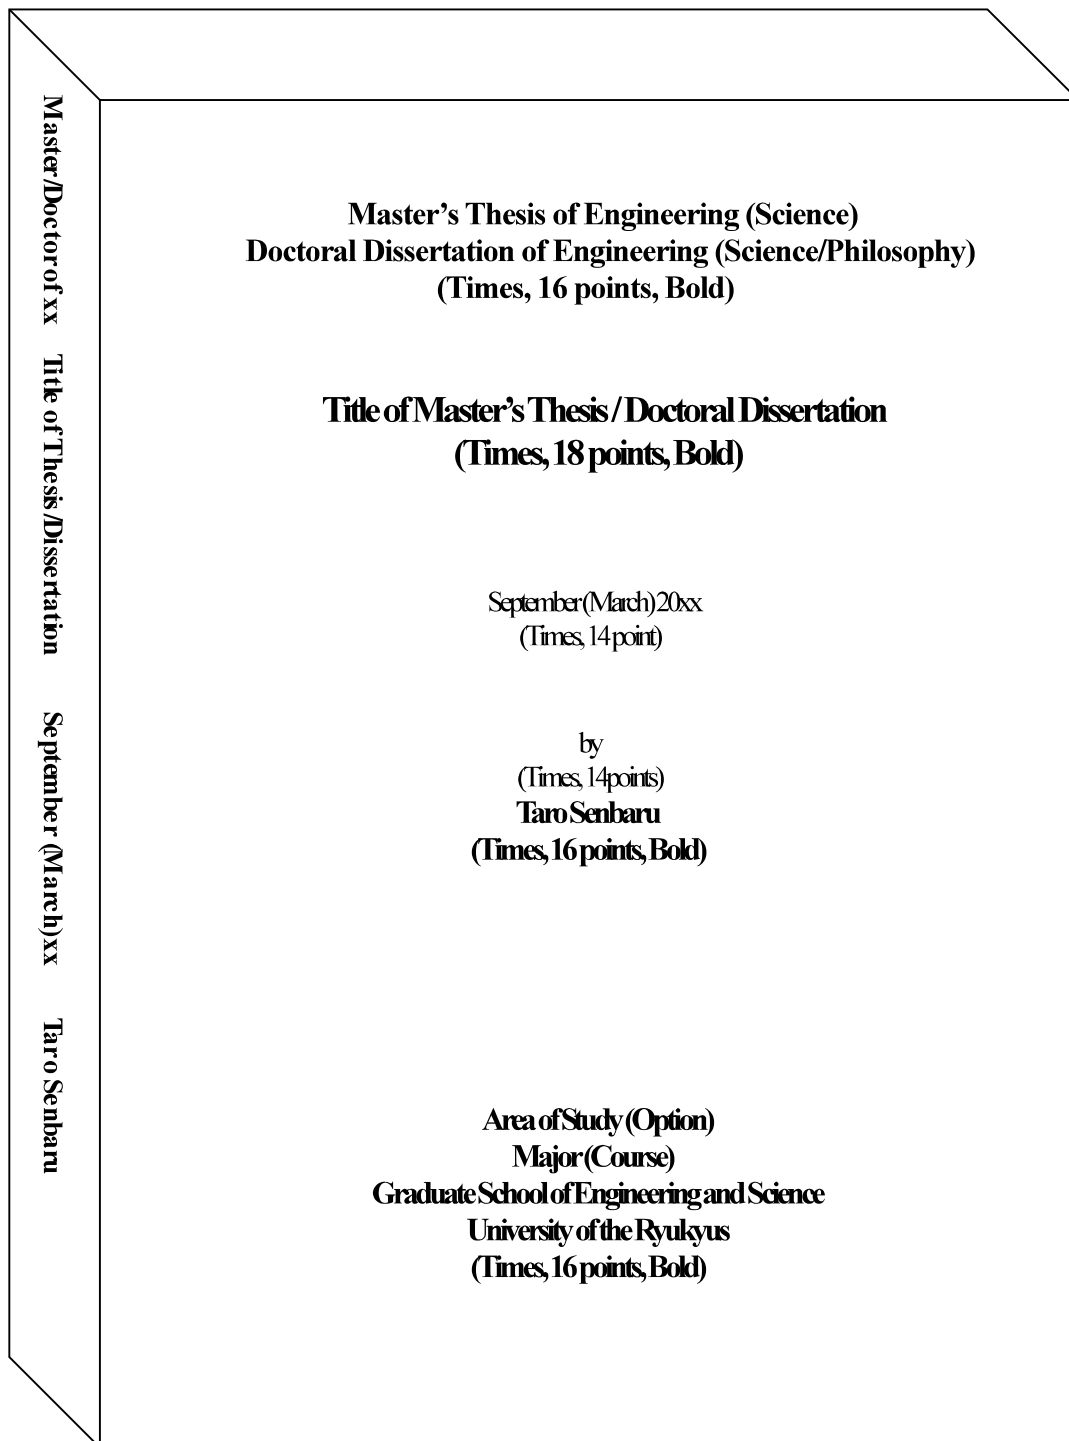 Master/Doctor of xx
Title of Thesis/Dissertation
September (March)xx
Taro Senbaru
Master’s Thesis of Engineering (Science)
Doctoral Dissertation of Engineering (Science/Philosophy)
(Times, 16 points, Bold)
Title of Master’s Thesis / Doctoral Dissertation
(Times, 18 points, Bold)
September (March) 20xx
(Times, 14 point)
by
(Times, 14points)
Taro Senbaru
(Times, 16 points, Bold)
Area of Study (Option)
Major (Course)
Graduate School of Engineering and Science
University of the Ryukyus
(Times, 16 points, Bold)